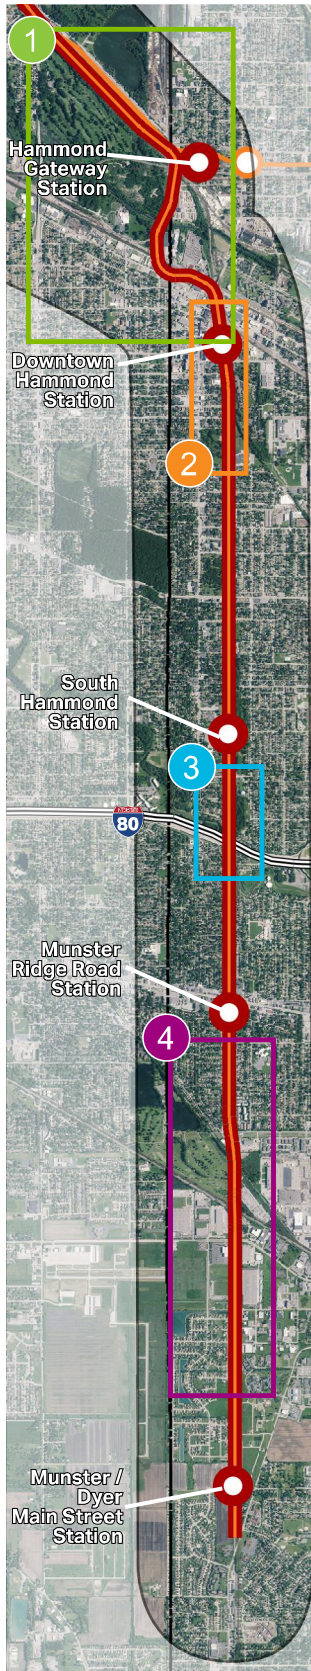 1
Hammond
Gateway
Station
Downtown
Hammond
Station
2
South
Hammond
Station
3
80
Munster
Ridge Road
Station
4
Munster /
Dyer
Main Street
Station